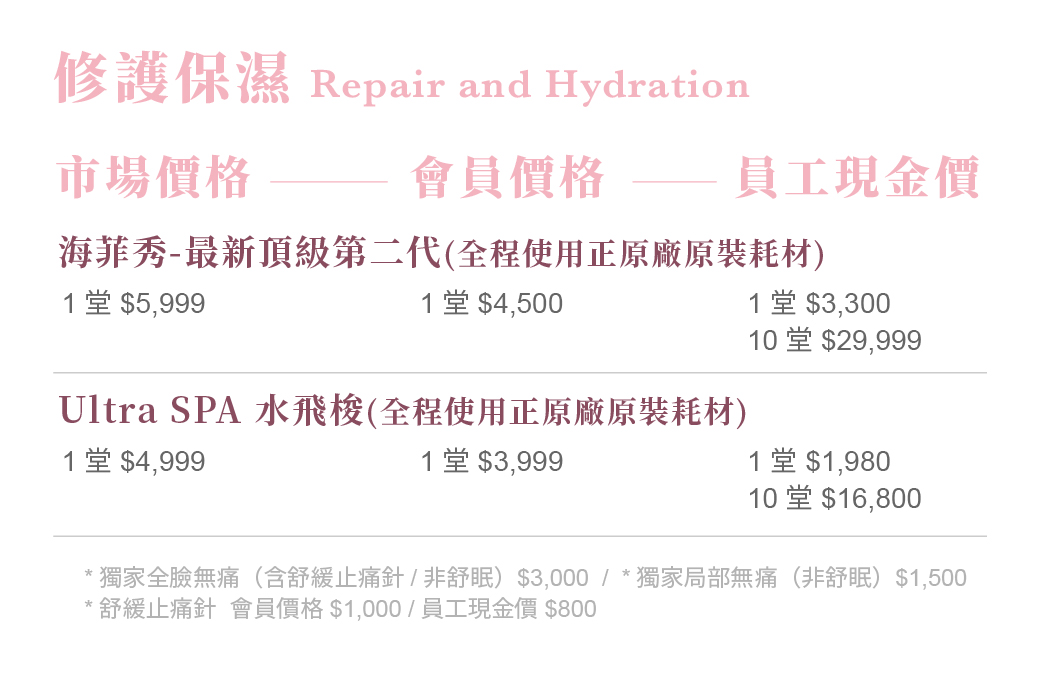 修護保濕 Repair and Hydration
市場價格 會員價格 員工現金價
海菲秀-最新頂級第二代(全程使用正原廠原裝耗材)
1 堂 $5,999 1 堂 $4,500 1 堂 $3,300
10 堂 $29,999
Ultra SPA 水飛梭(全程使用正原廠原裝耗材)
1 堂 $4,999 1 堂 $3,999 1 堂 $1,980
10 堂 $16,800
* 獨家全臉無痛（含舒緩止痛針 / 非舒眠）$3,000 / * 獨家局部無痛（非舒眠）$1,500
* 舒緩止痛針 會員價格 $1,000 / 員工現金價 $800